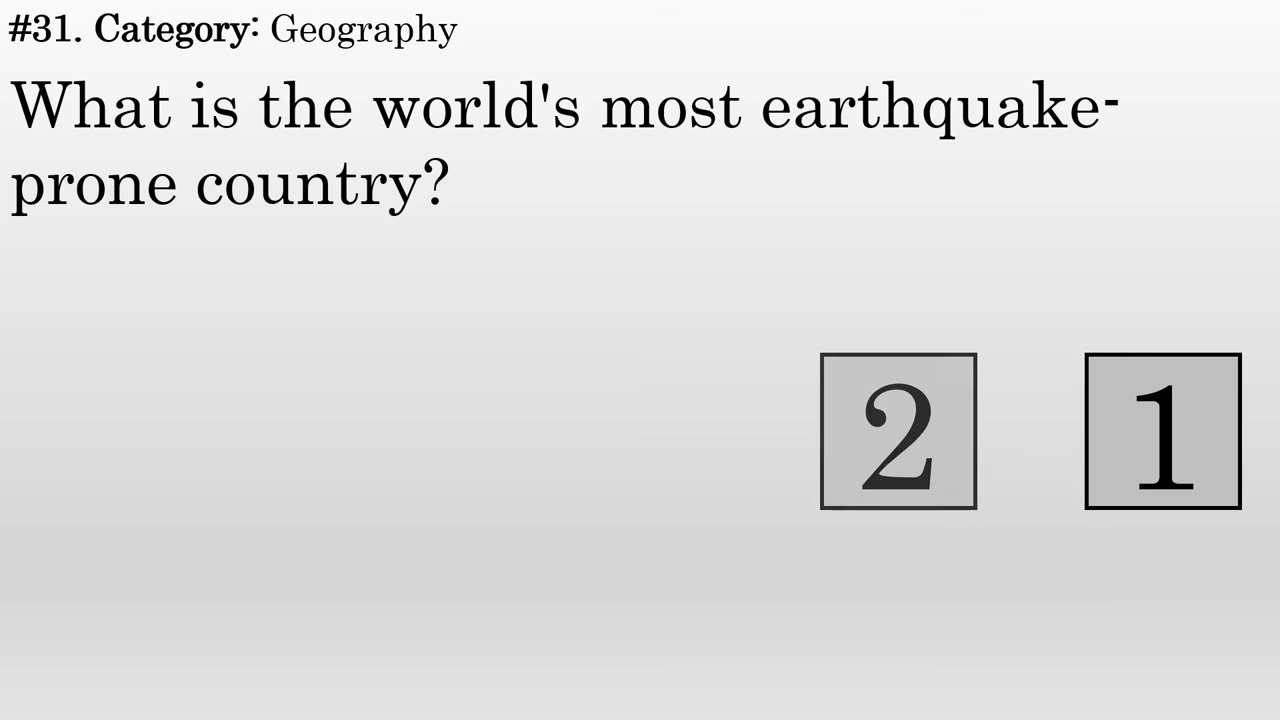 #31. Category: Geography
What is the world's most earthquake-
prone country?
2 1